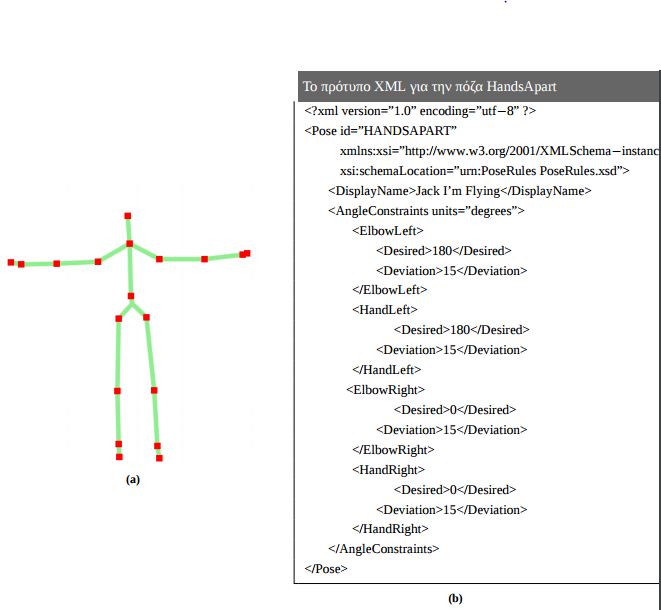 (a)
Το πρότυπο XML για την πόζα HandsApart
<?xml version=”1.0” encoding=”utf−8” ?>
<Pose id=”HANDSAPART”
xmlns:xsi=”http://www.w3.org/2001/XMLSchema−instanc
xsi:schemaLocation=”urn:PoseRules PoseRules.xsd”>
<DisplayName>Jack I’m Flying</DisplayName>
<AngleConstraints units=”degrees”>
<ElbowLeft>
<Desired>180</Desired>
<Deviation>15</Deviation>
</ElbowLeft>
<HandLeft>
<Desired>180</Desired>
<Deviation>15</Deviation>
</HandLeft>
<ElbowRight>
<Desired>0</Desired>
<Deviation>15</Deviation>
</ElbowRight>
<HandRight>
<Desired>0</Desired>
<Deviation>15</Deviation>
</HandRight>
</AngleConstraints>
</Pose>
(b)